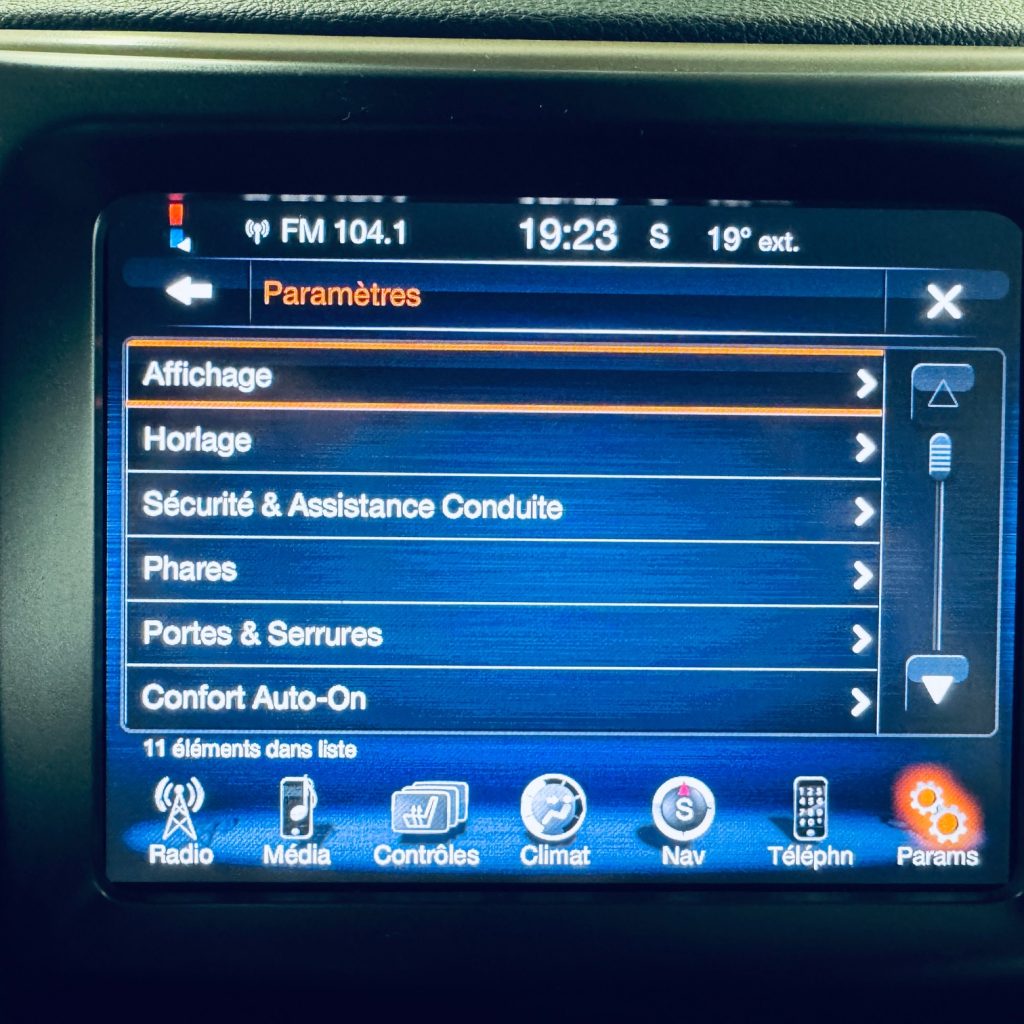 FM 104.1 19:23 S 19° ext.
Paramètres
Affichage
Horlage
Sécurité & Assistance Conduite
Phares
Portes & Serrures
Confort Auto-On
11 éléments dans liste
S
Radio Média Contrôles Climat Nav Téléphn Params